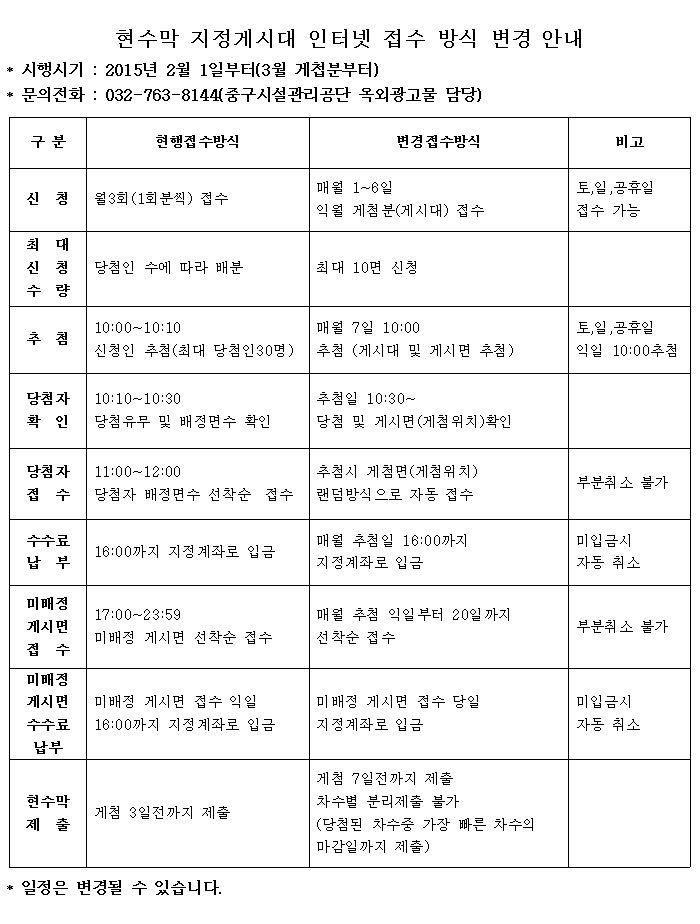 현수막 지정게시대 인터넷 접수 방식 변경 안내
* 시행시기 : 2015년 2월 1일부터(3월 게첩분부터)
* 문의전화 : 032-763-8144(중구시설관리공단 옥외광고물 담당)
구 분
현행접수방식
변경접수방식
비고
신 청
월3회(1회분씩) 접수
매월 1~6일
익월 게첨분(게시대) 접수
토,일,공휴일
접수 가능
최 대
신 청
수 량
당첨인 수에 따라 배분
최대 10면 신청
추 첨
10:00~10:10
신청인 추첨(최대 당첨인30명)
매월 7일 10:00
추첨 (게시대 및 게시면 추첨)
토,일,공휴일
익일 10:00추첨
당첨자
확 인
10:10~10:30
당첨유무 및 배정면수 확인
추첨일 10:30~
당첨 및 게시면(게첨위치)확인
당첨자
접 수
11:00~12:00
당첨자 배정면수 선착순 접수
추첨시 게첨면(게첨위치)
랜덤방식으로 자동 접수
부분취소 불가
수수료
납 부
16:00까지 지정계좌로 입금
매월 추첨일 16:00까지
지정계좌로 입금
미입금시
자동 취소
미배정
게시면
접 수
17:00~23:59
미배정 게시면 선착순 접수
매월 추첨 익일부터 20일까지
선착순 접수
부분취소 불가
미배정
게시면
수수료
납부
미배정 게시면 접수 익일
16:00까지 지정계좌로 입금
미배정 게시면 접수 당일
지정계좌로 입금
미입금시
자동 취소
현수막
제 출
게첨 3일전까지 제출
게첨 7일전까지 제출
차수별 분리제출 불가
(당첨된 차수중 가장 빠른 차수의
마감일까지 제출)
* 일정은 변경될 수 있습니다.